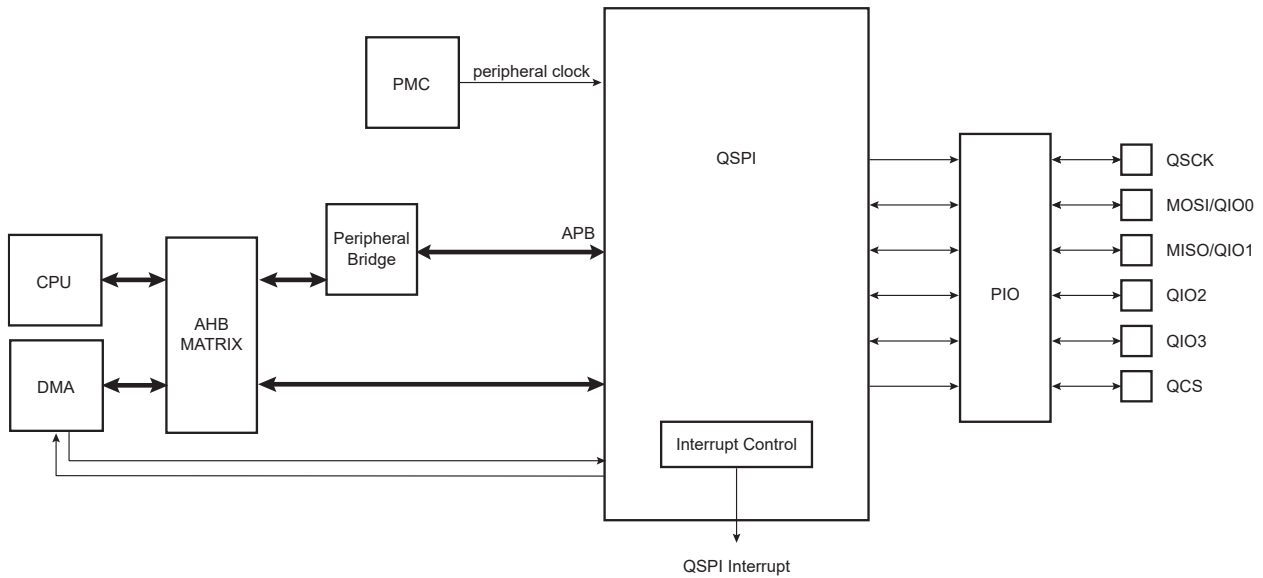 peripheral clock
PMC
QSPI
QSCK
MOSI/QIO0
Peripheral
Bridge
APB
MISO/QIO1
CPU
PIO
QIO2
AHB
MATRIX
QIO3
DMA
QCS
Interrupt Control
QSPI Interrupt